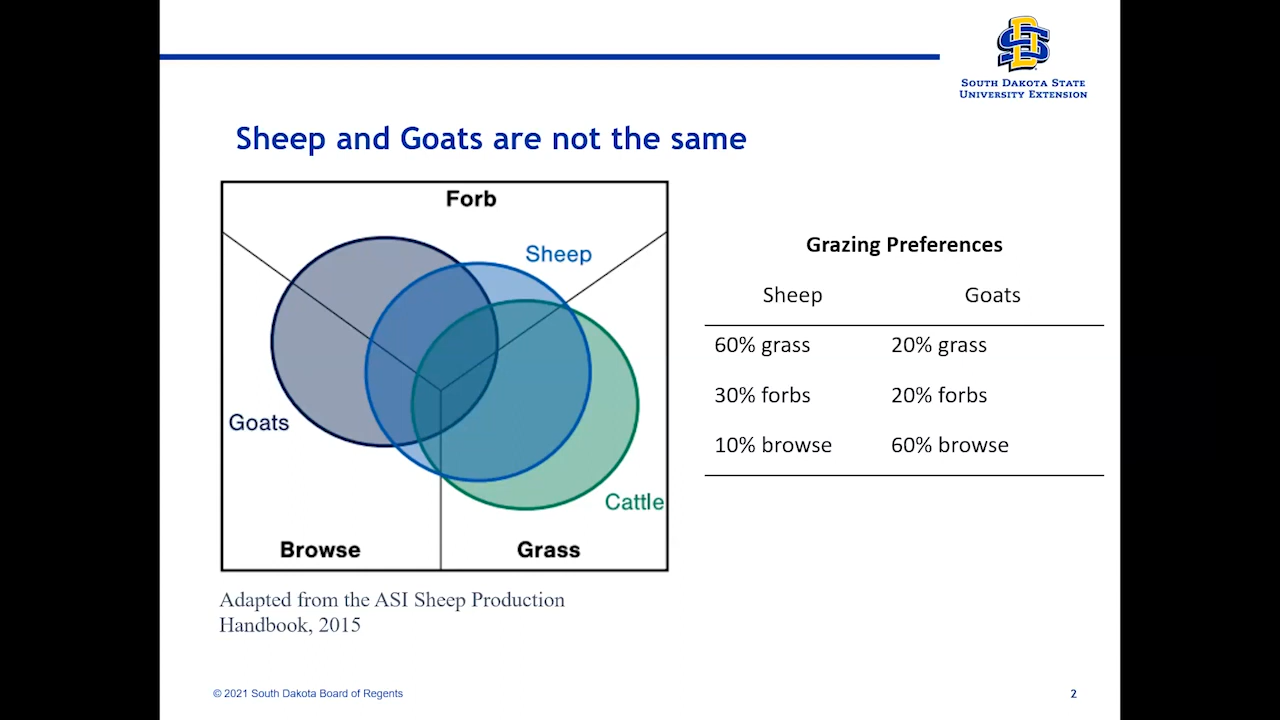 SOUTH DAKOTA STATE
UNIVERSITY EXTENSION
Sheep and Goats are not the same
Forb
Sheep
Goats
Cattle
Browse
Grass
Adapted from the ASI Sheep Production
Handbook, 2015
Grazing Preferences
Sheep Goats
60% grass 20% grass
30% forbs 20% forbs
10% browse 60% browse
© 2021 South Dakota Board of Regents
2